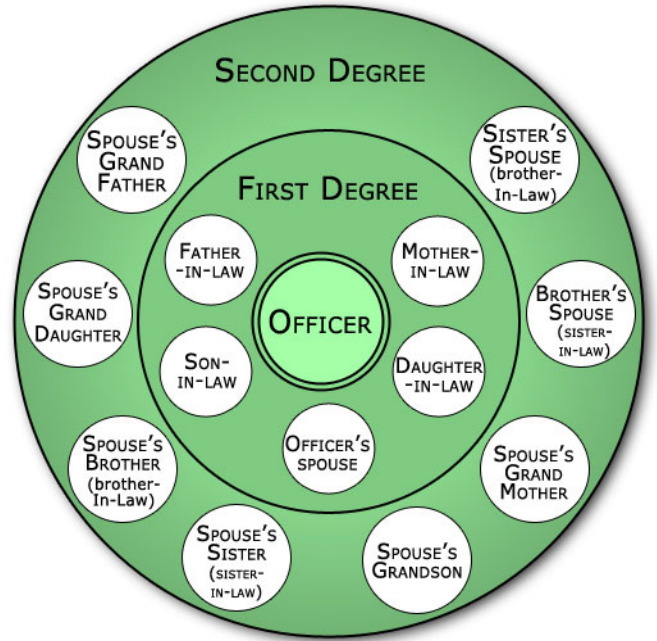 SECOND DEGREE
SPOUSE'S
GRAND
FATHER
SISTER'S
SPOUSE
(brother-
In-Law)
FIRST DEGREE
FATHER
-IN-LAW
MOTHER-
IN-LAW
SPOUSE'S
GRAND
DAUGHTER
OFFICER
BROTHER'S
SPOUSE
(SISTER-
IN-LAW)
SON-
IN-LAW
DAUGHTER
-IN-LAW
SPOUSE'S
BROTHER
(brother-
In-Law)
OFFICER'S
SPOUSE
SPOUSE'S
GRAND
MOTHER
SPOUSE'S
SISTER
(SISTER-
IN-LAW)
SPOUSE'S
GRANDSON